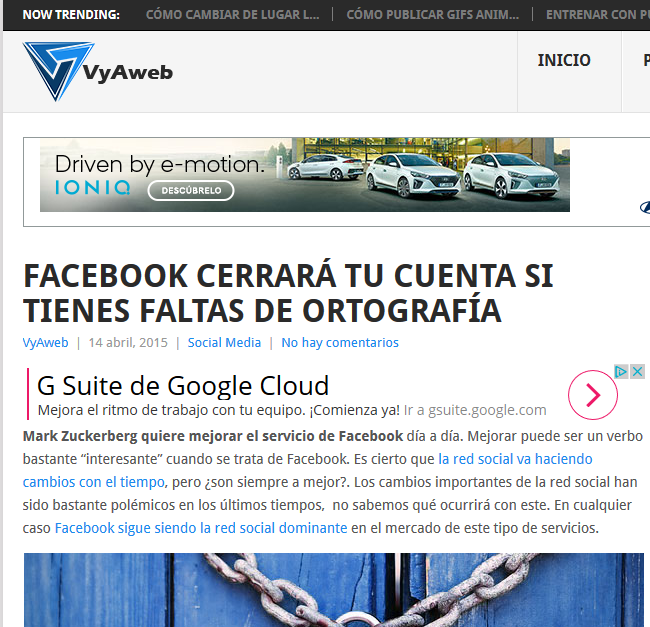 NOW TRENDING: CÓMO CAMBIAR DE LUGAR L... | CÓMO PUBLICAR GIFS ANIM... | ENTRENAR CON
VyAweb
INICIO
Driven by e-motion.
IONIQ DESCÚBRELO
FACEBOOK CERRARÁ TU CUENTA SI
TIENES FALTAS DE ORTOGRAFÍA
VyAweb | 14 abril, 2015 | Social Media | No hay comentarios
G Suite de Google Cloud
Mejora el ritmo de trabajo con tu equipo. ¡Comienza ya! Ir a gsuite.google.com
Mark Zuckerberg quiere mejorar el servicio de Facebook día a día. Mejorar puede ser un verbo
bastante “interesante” cuando se trata de Facebook. Es cierto que la red social va haciendo
cambios con el tiempo, pero ¿son siempre a mejor?. Los cambios importantes de la red social han
sido bastante polémicos en los últimos tiempos, no sabemos qué ocurrirá con este. En cualquier
caso Facebook sigue siendo la red social dominante en el mercado de este tipo de servicios.